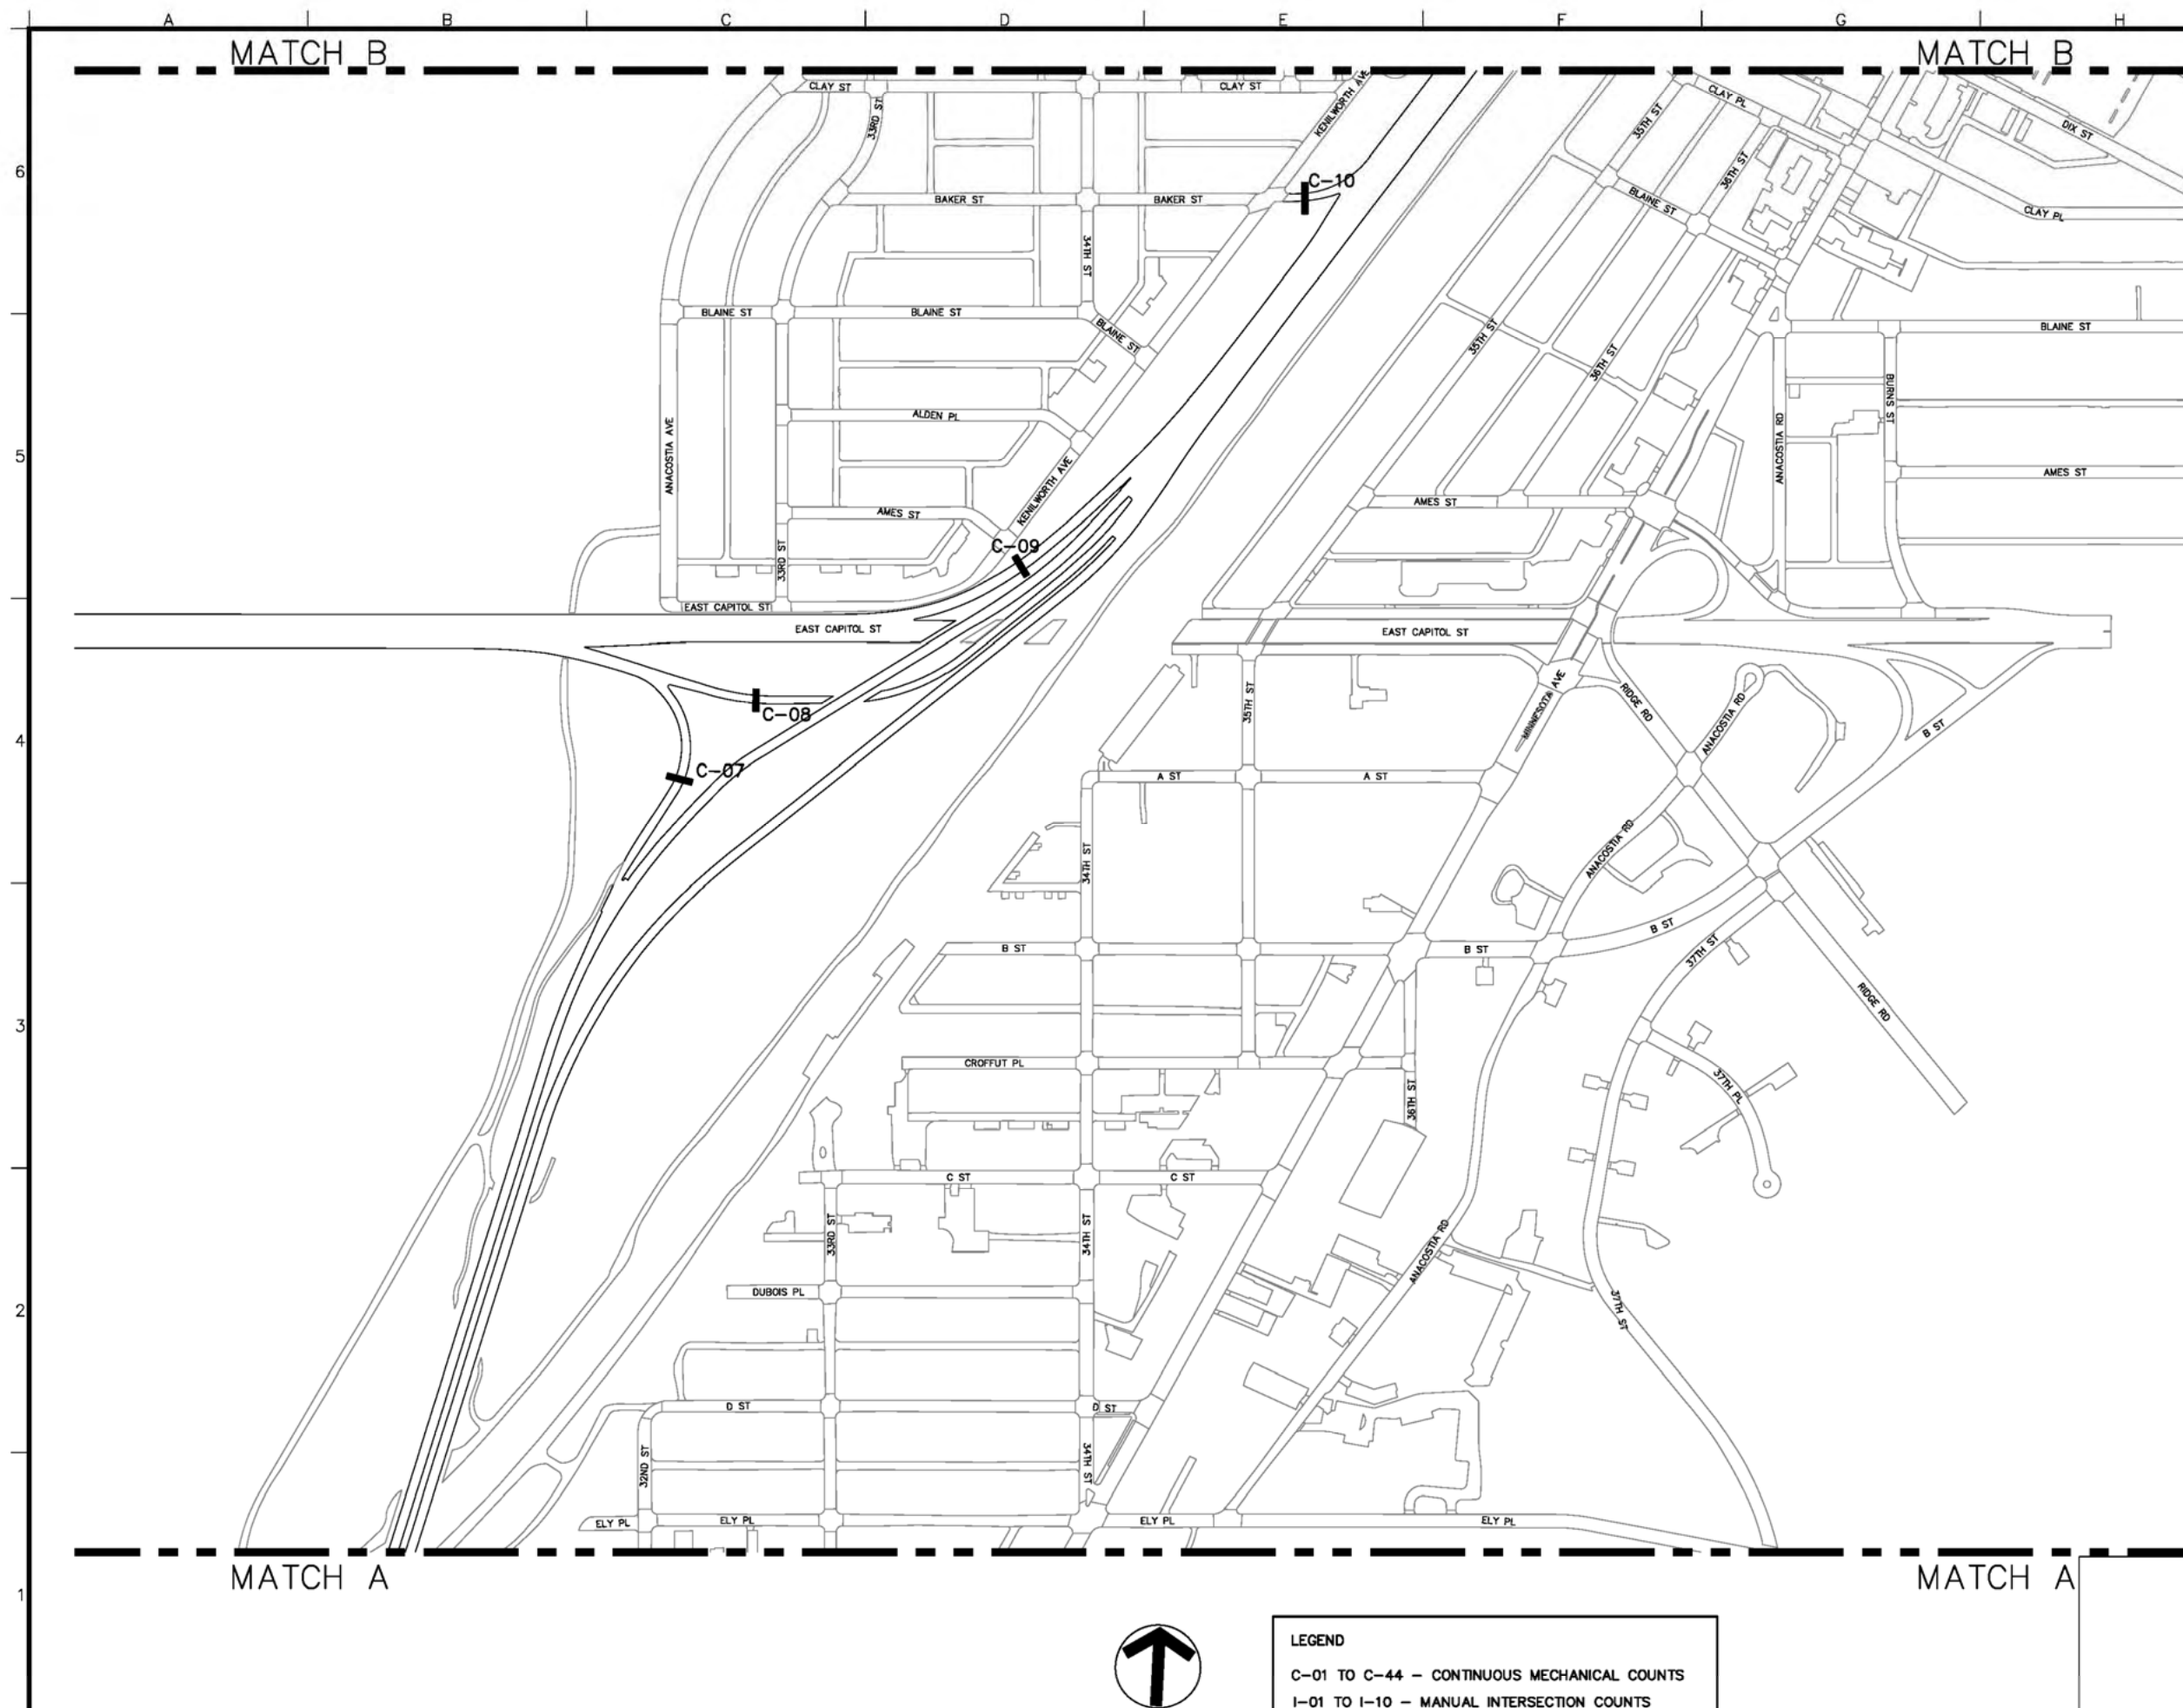 A B C D E F G H
MATCH B MATCH B
CLAY ST CLAY ST KENILWORTH AVE CLAY PL
33RD ST 35TH ST DIX ST
6
36TH ST
C-10
BAKER ST BAKER ST BLAINE ST CLAY PL
34TH ST
BLAINE ST BLAINE ST BLAINE ST 35TH ST BLAINE ST
36TH ST
ANACOSTIA AVE ALDEN PL ANACOSTIA RD BURNS ST
5
KENILWORTH AVE AMES ST AMES ST
AMES ST
C-09
33RD ST
EAST CAPITOL ST
EAST CAPITOL ST EAST CAPITOL ST
35TH ST MINNESOTA AVE RIDGE RD ANACOSTIA RD
C-08
B ST
4
C-07
A ST A ST
34TH ST ANACOSTIA RD
B ST
B ST B ST 37TH ST
RIDGE RD
3
CROFFUT PL
36TH ST 37TH PL
C ST C ST
33RD ST 34TH ST ANACOSTIA RD
DUBOIS PL
2
37TH ST
D ST D ST
32ND ST 34TH ST
ELY PL ELY PL ELY PL ELY PL
MATCH A MATCH A
1
LEGEND
C-01 TO C-44 - CONTINUOUS MECHANICAL COUNTS
I-01 TO I-10 - MANUAL INTERSECTION COUNTS